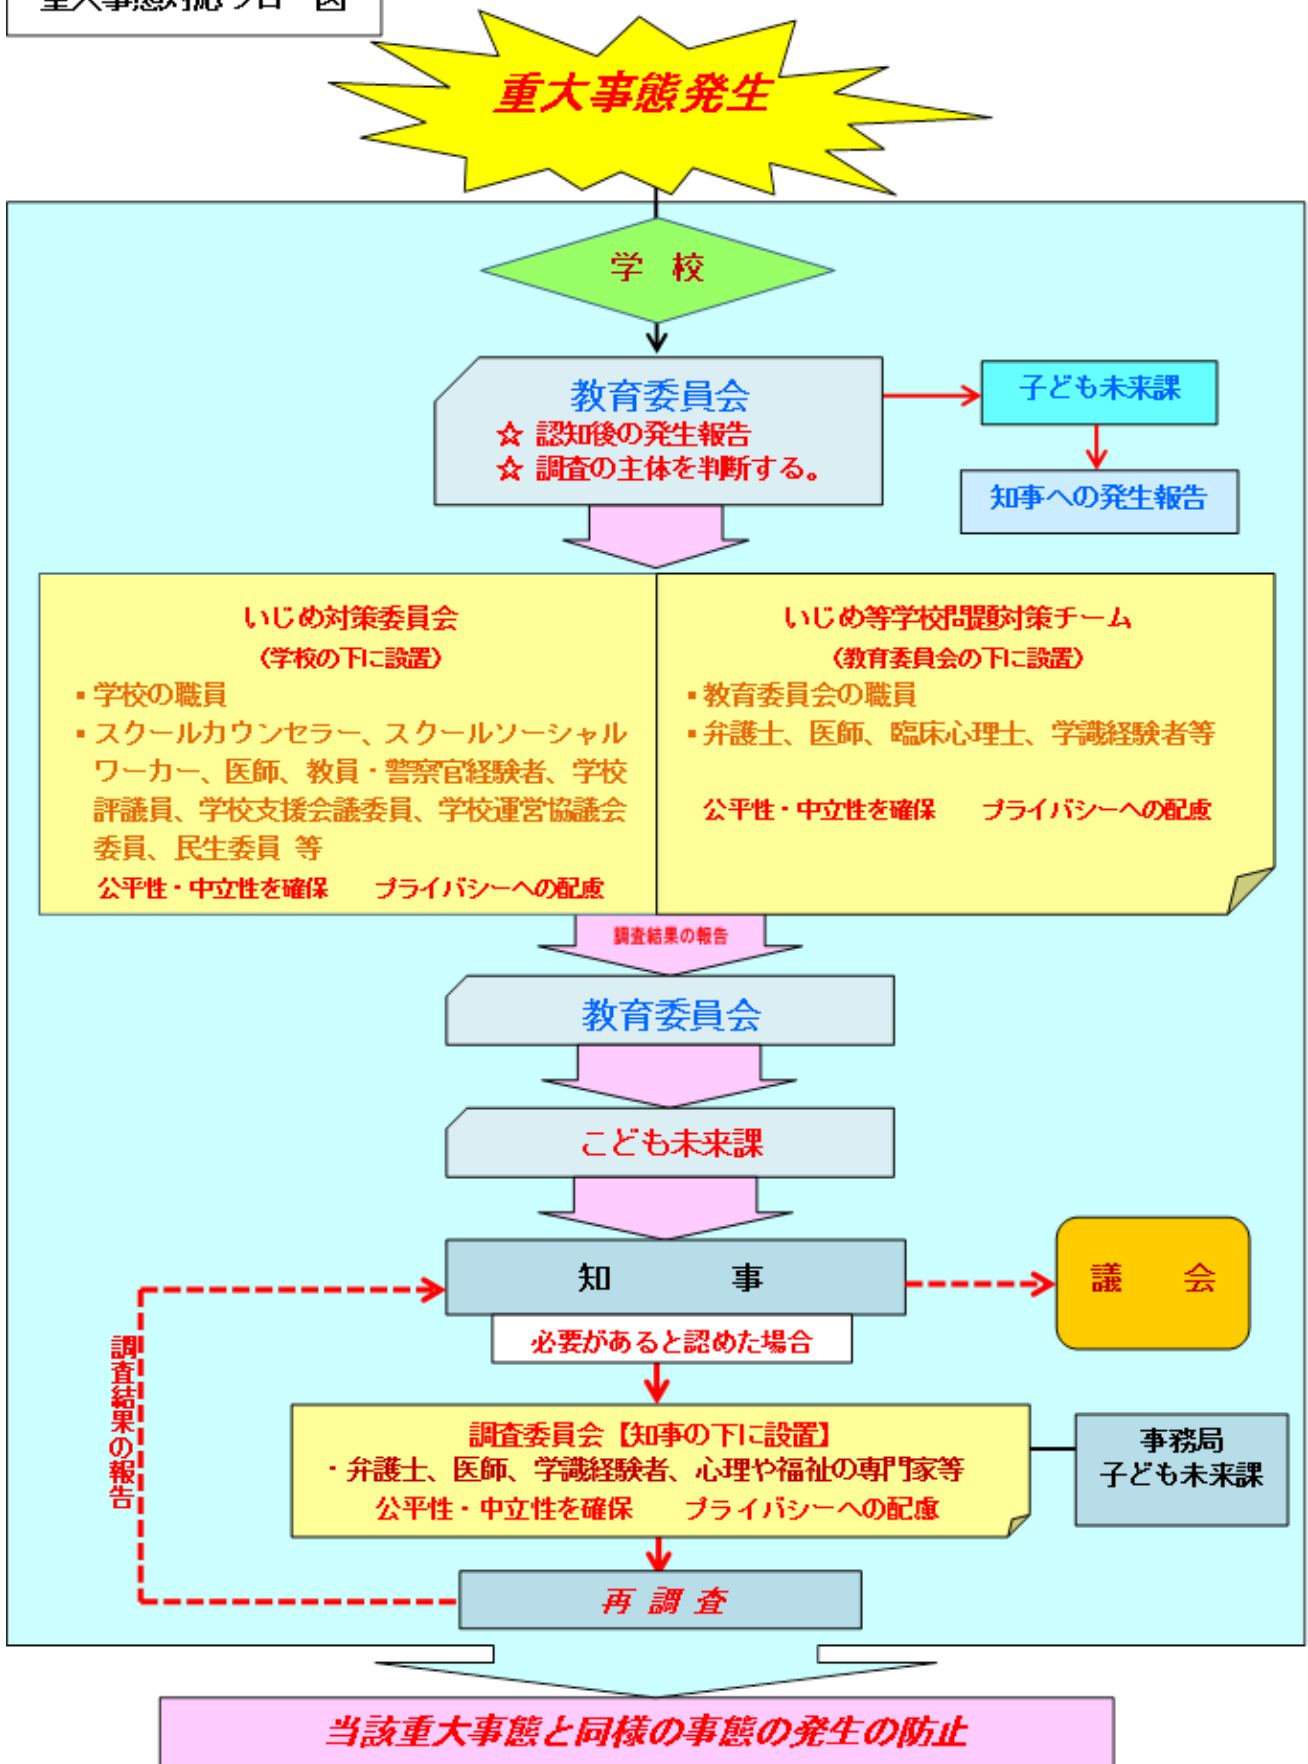 重大事態対応フロー図
重大事態発生
学 校
教育委員会
☆ 認知後の発生報告
☆ 調査の主体を判断する。
子ども未来課
知事への発生報告
いじめ対策委員会
（学校の下に設置）
▪ 学校の職員
▪ スクールカウンセラー、スクールソーシャル
ワーカー、医師、教員・警察官経験者、学校
評議員、学校支援会議委員、学校運営協議会
委員、民生委員 等
公平性・中立性を確保　　プライバシーへの配慮
いじめ等学校問題対策チーム
（教育委員会の下に設置）
▪ 教育委員会の職員
▪ 弁護士、医師、臨床心理士、学識経験者等
公平性・中立性を確保　　プライバシーへの配慮
調査結果の報告
教育委員会
こども未来課
知　　　事
議　会
必要があると認めた場合
調査結果の報告
調査委員会【知事の下に設置】
・弁護士、医師、学識経験者、心理や福祉の専門家等
公平性・中立性を確保　　プライバシーへの配慮
事務局
子ども未来課
再 調 査
当該重大事態と同様の事態の発生の防止